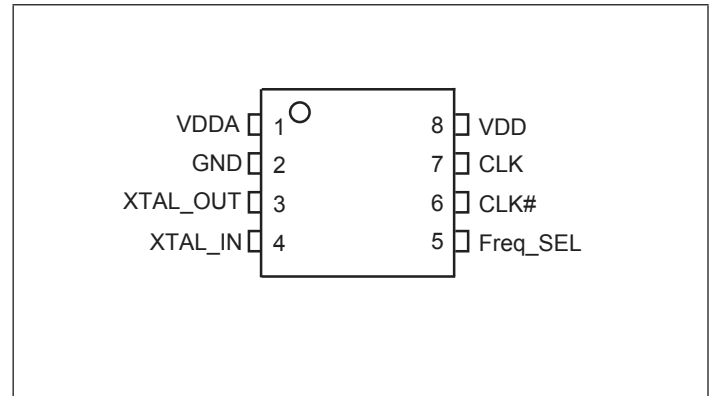 VDDA 1 8 VDD
GND 2 7 CLK
XTAL_OUT 3 6 CLK#
XTAL_IN 4 5 Freq_SEL